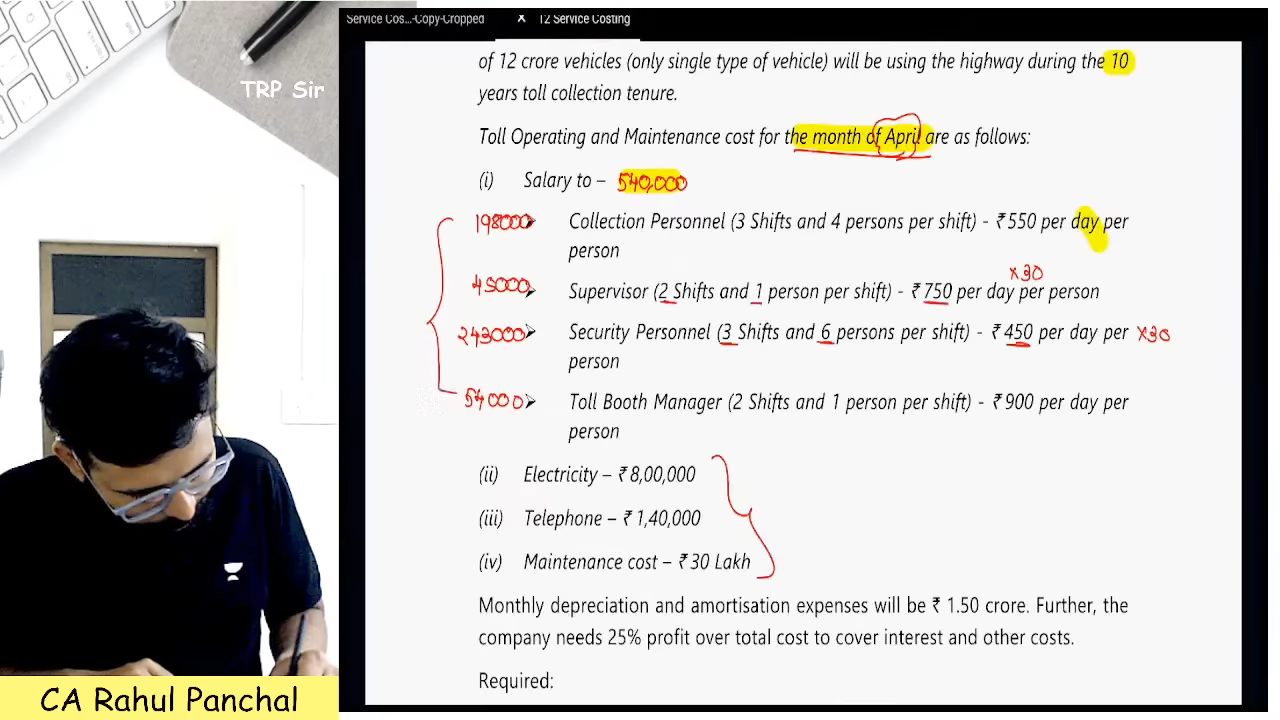 Service Cos...-Copy-Cropped x 12 Service Costing
TRP Sir
of 12 crore vehicles (only single type of vehicle) will be using the highway during the 10
years toll collection tenure.
Toll Operating and Maintenance cost for the month of April are as follows:
(i) Salary to – 540,000
198000 Collection Personnel (3 Shifts and 4 persons per shift) - ₹550 per day per
person
×30
45000 Supervisor (2 Shifts and 1 person per shift) - ₹750 per day per person
243000 Security Personnel (3 Shifts and 6 persons per shift) - ₹450 per day per ×30
person
54000 Toll Booth Manager (2 Shifts and 1 person per shift) - ₹900 per day per
person
(ii) Electricity – ₹8,00,000
(iii) Telephone – ₹1,40,000
(iv) Maintenance cost – ₹30 Lakh
Monthly depreciation and amortisation expenses will be ₹ 1.50 crore. Further, the
company needs 25% profit over total cost to cover interest and other costs.
Required:
CA Rahul Panchal